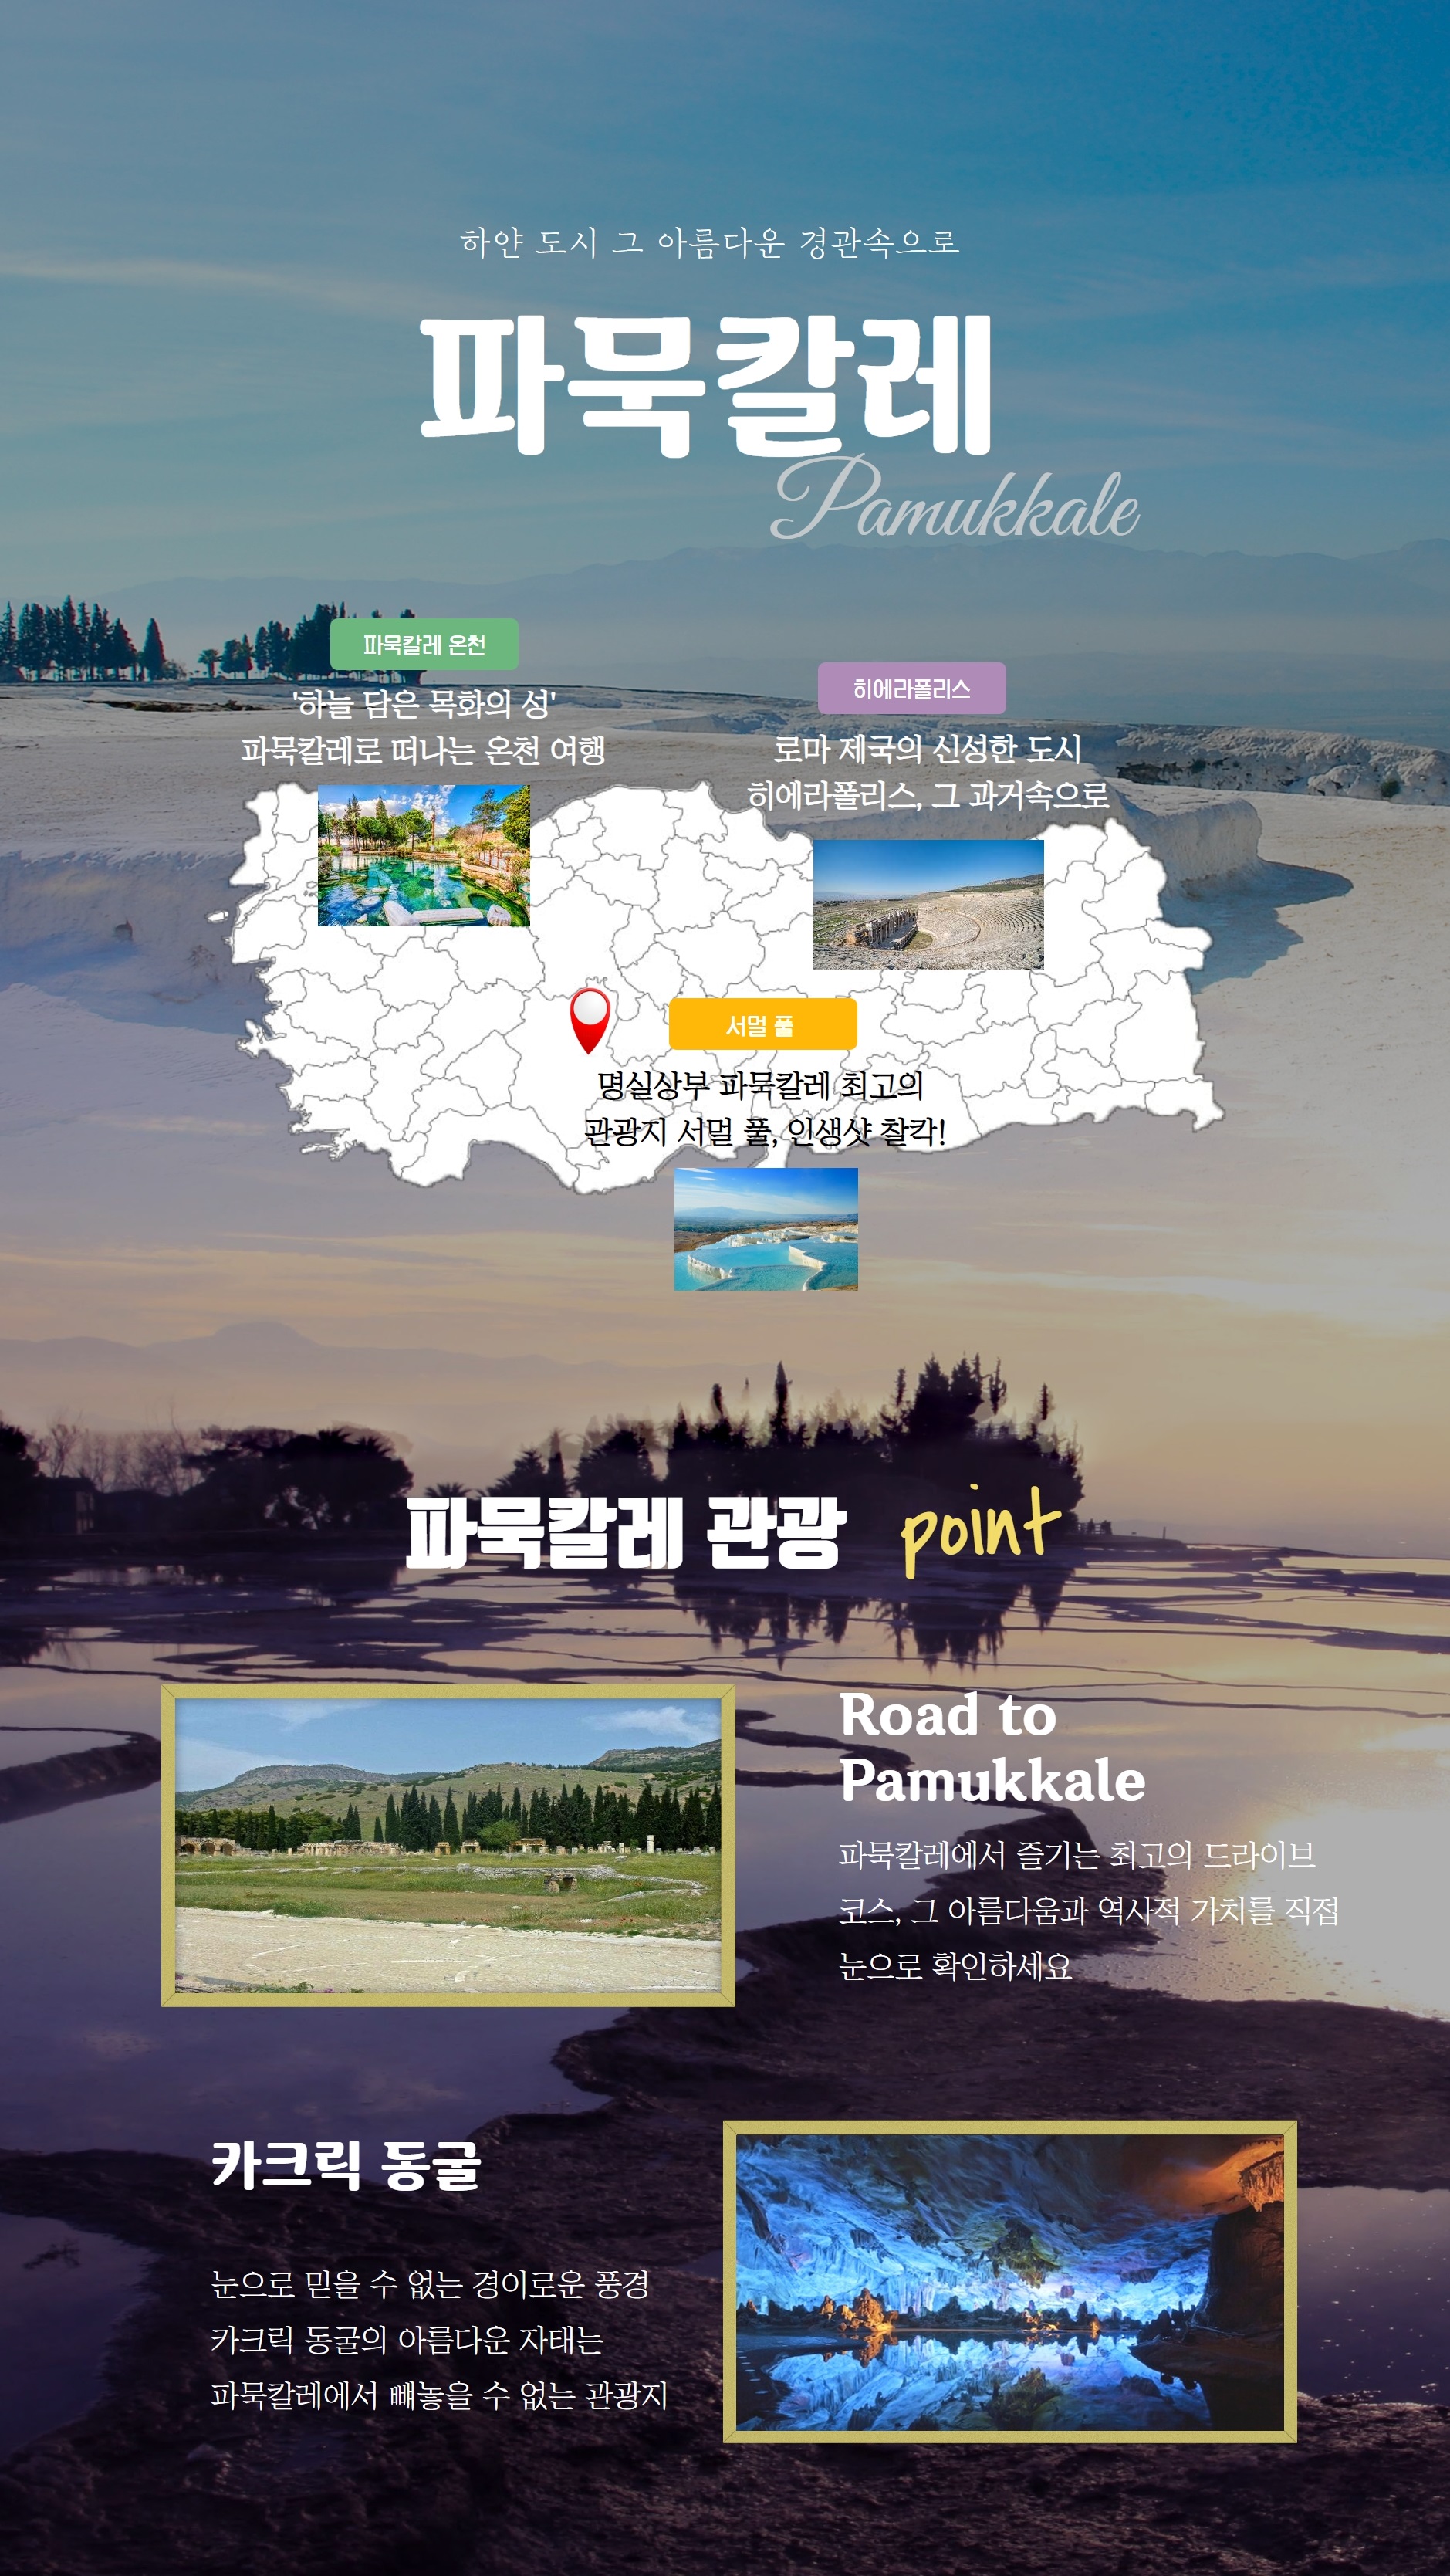 하얀 도시 그 아름다운 경관속으로
파묵칼레
Pamukkale
파묵칼레 온천
'하늘 담은 목화의 성'
파묵칼레로 떠나는 온천 여행
히에라폴리스
로마 제국의 신성한 도시
히에라폴리스, 그 과거속으로
서멀 풀
명실상부 파묵칼레 최고의
관광지 서멀 풀, 인생샷 찰칵!
파묵칼레 관광 point
Road to
Pamukkale
파묵칼레에서 즐기는 최고의 드라이브
코스, 그 아름다움과 역사적 가치를 직접
눈으로 확인하세요
카크릭 동굴
눈으로 믿을 수 없는 경이로운 풍경
카크릭 동굴의 아름다운 자태는
파묵칼레에서 빼놓을 수 없는 관광지